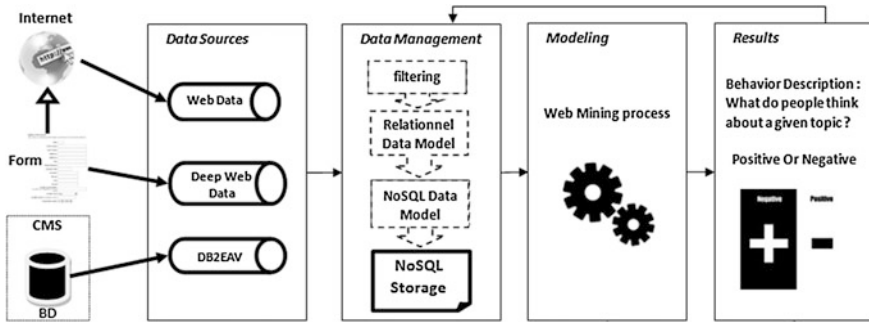 Internet
http://www
Form
CMS
BD
Data Sources
Web Data
Deep Web
Data
DB2EAV
Data Management
filtering
Relationnel
Data Model
NoSQL Data
Model
NoSQL
Storage
Modeling
Web Mining process
Results
Behavior Description :
What do people think
about a given topic ?
Positive Or Negative
Negative
Positive